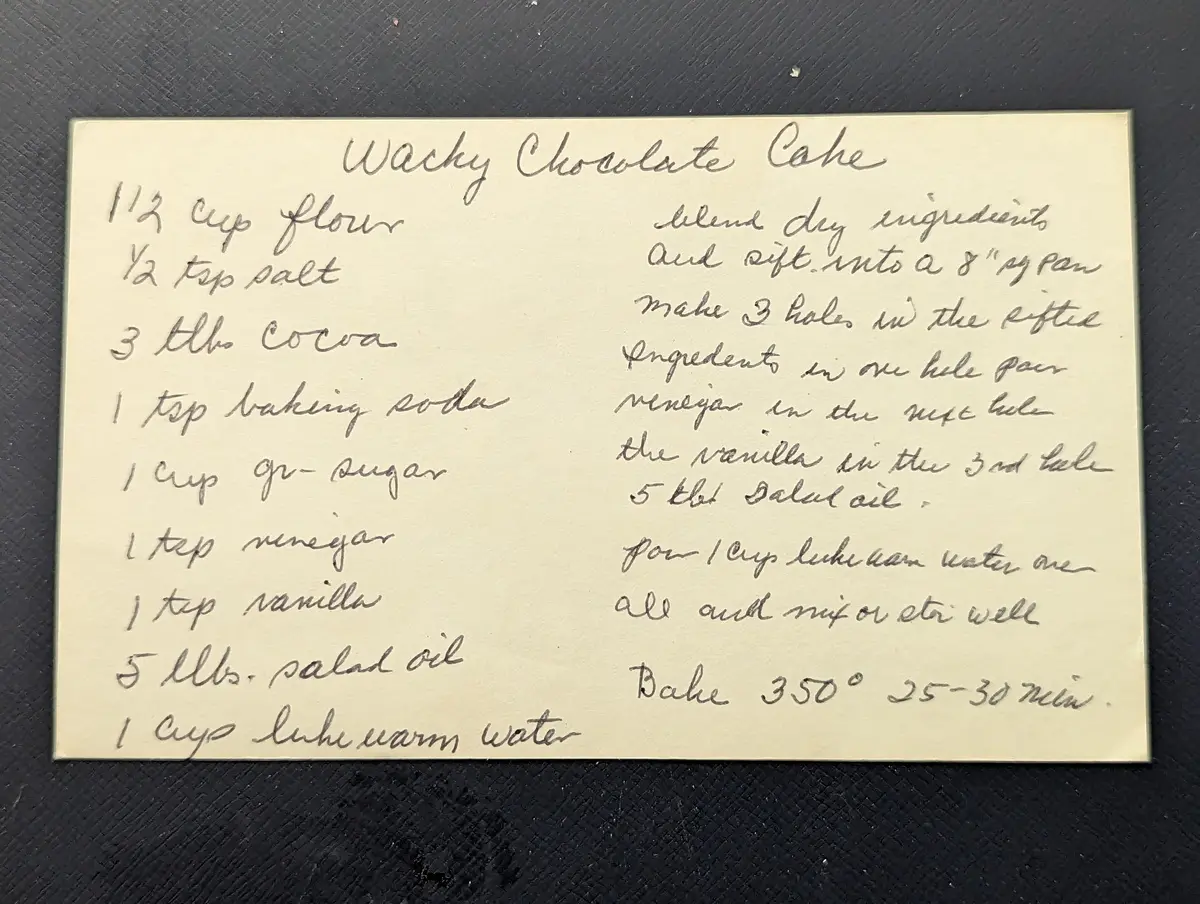 Wacky Chocolate Cake
1 1/2 cup flour
1/2 tsp salt
3 tlbs cocoa
1 tsp baking soda
1 cup gr- sugar
1 tsp vinegar
1 tsp vanilla
5 tlbs. salad oil
1 cup lukewarm water
blend dry ingredients
and sift into a 8" sq pan
make 3 holes in the sifted
ingredents in one hole pour
vinegar in the next hole
the vanilla in the 3rd hole
5 tbl salad oil.
pour 1 cup lukewarm water over
all and mix or stir well
Bake 350° 25-30 min.